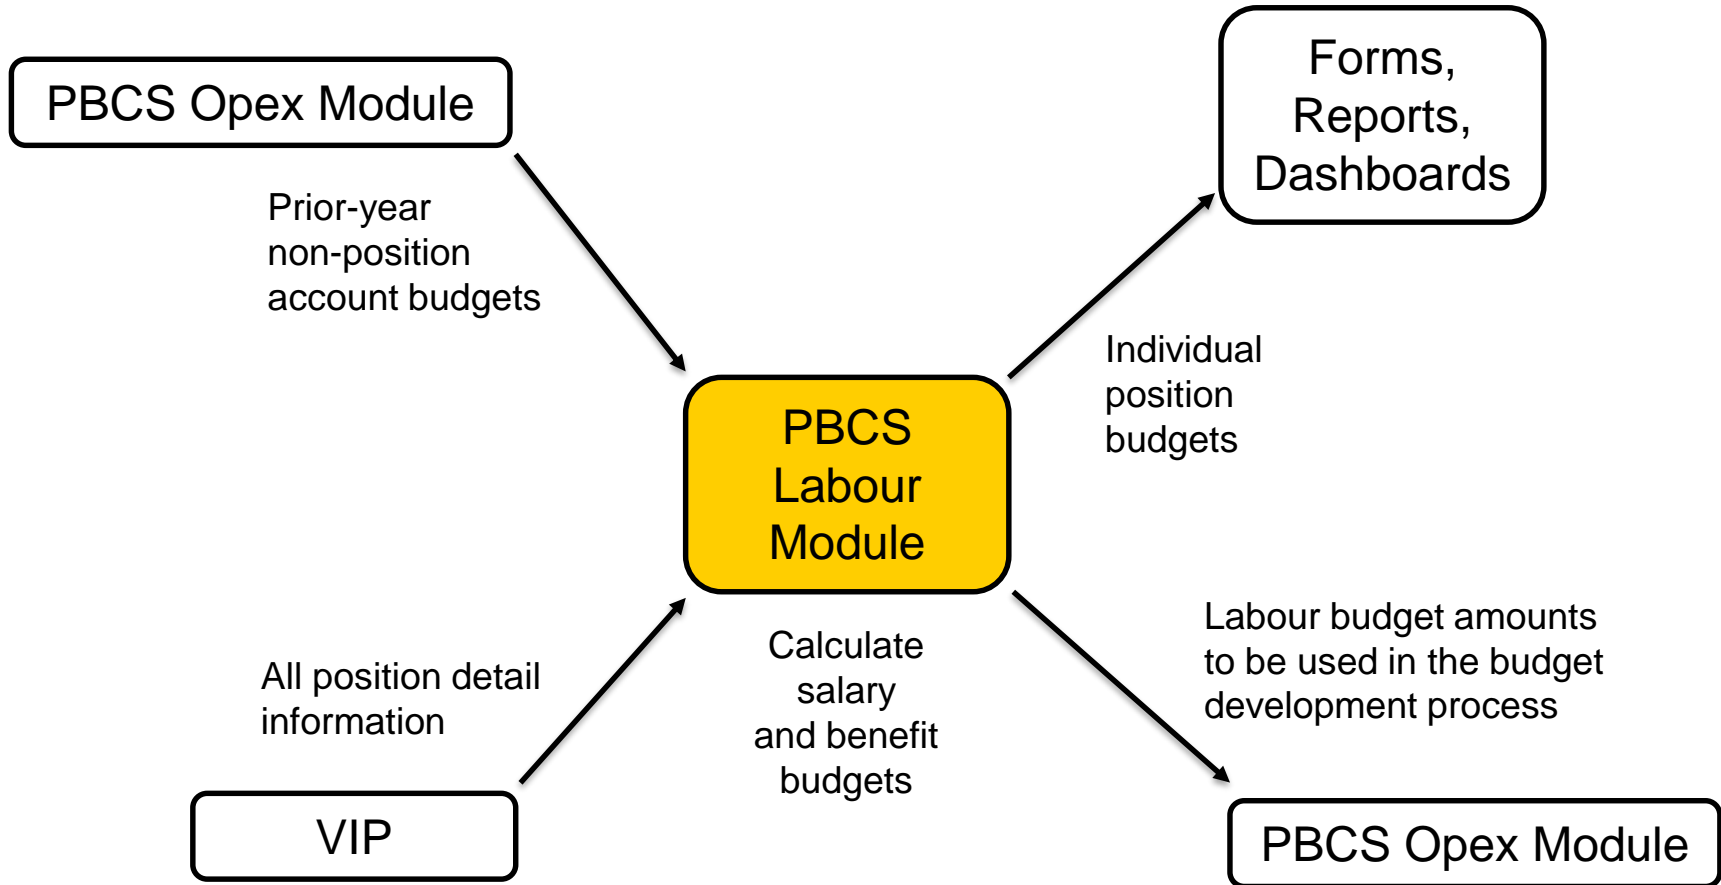 PBCS Opex Module
Forms,
Reports,
Dashboards
Prior-year
non-position
account budgets
Individual
position
budgets
PBCS
Labour
Module
All position detail
information
Calculate
salary
and benefit
budgets
Labour budget amounts
to be used in the budget
development process
VIP
PBCS Opex Module